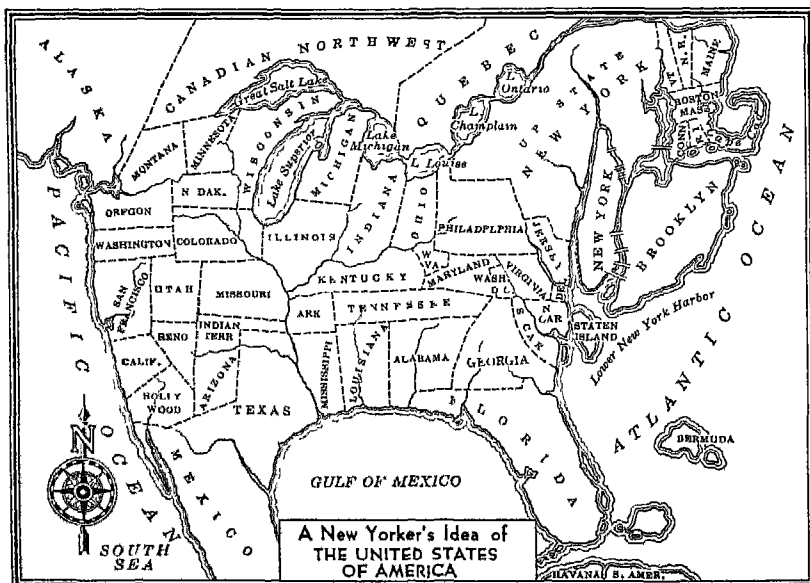 ALASKA
CANADIAN NORTHWEST
QUEBEC
Great Salt Lake
L. Ontario
L. Champlain
UP STATE
NEW YORK
VT
N.H.
MAINE
BOSTON
MAS
CONN
R.I.
MONTANA
MINNESOTA
WISCONSIN
Lake Superior
MICHIGAN
Lake
Michigan
L. Louise
N DAK.
OREGON
WASHINGTON
COLORADO
ILLINOIS
INDIANA
OHIO
PHILADELPHIA
JERSEY
NEW YORK
BROOKLYN
PACIFIC OCEAN
SAN
FRANCISCO
UTAH
MISSOURI
KENTUCKY
W
VA
MARYLAND
WASH
D.C.
VIRGINIA
DEL
RENO
INDIAN
TERR
ARK
TENNESSEE
N
CAR
S CAR
STATEN
ISLAND
Lower New York Harbor
ATLANTIC OCEAN
CALIF.
HOLLY
WOOD
ARIZONA
TEXAS
MISSISSIPPI
LOUISIANA
ALABAMA
GEORGIA
FLORIDA
BERMUDA
N
MEXICO
GULF OF MEXICO
SOUTH
SEA
A New Yorker's Idea of
THE UNITED STATES
OF AMERICA
HAVANA S. AMER.